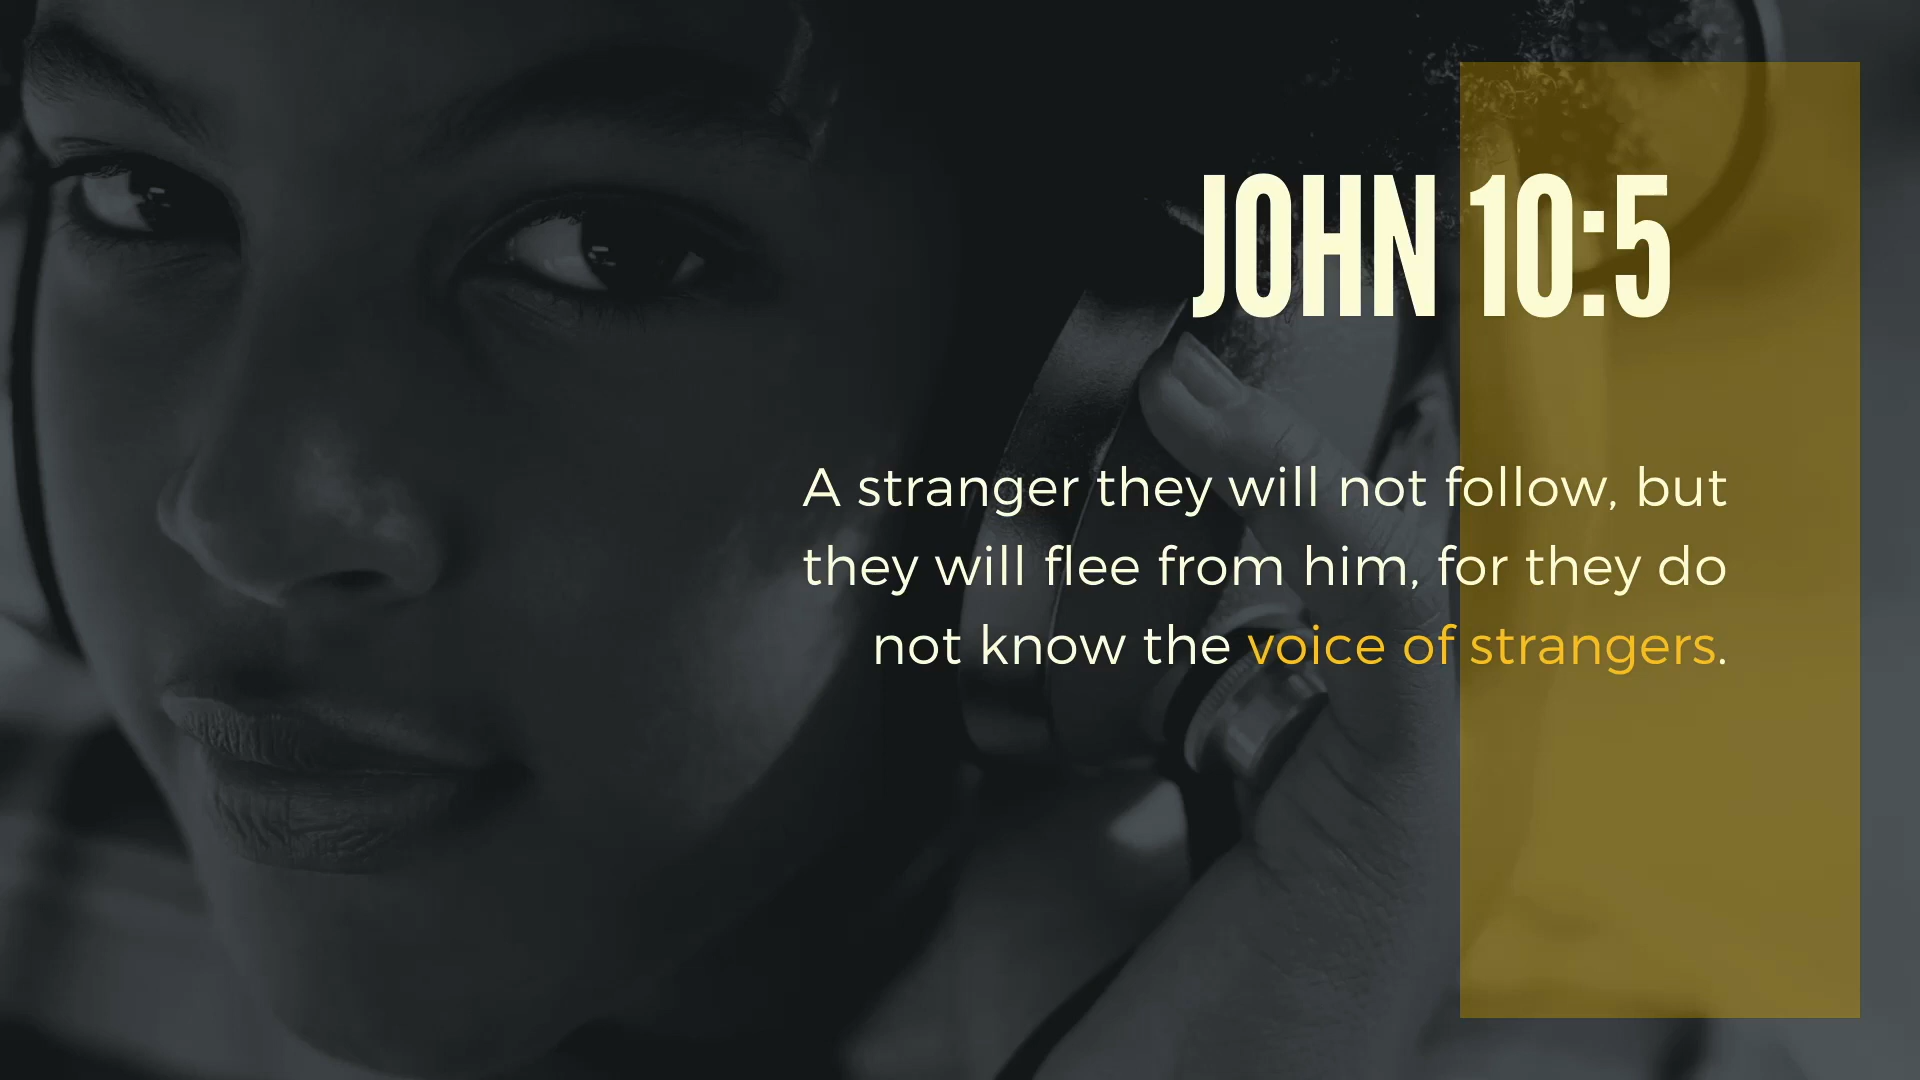 JOHN 10:5
A stranger they will not follow, but
they will flee from him, for they do
not know the voice of strangers.